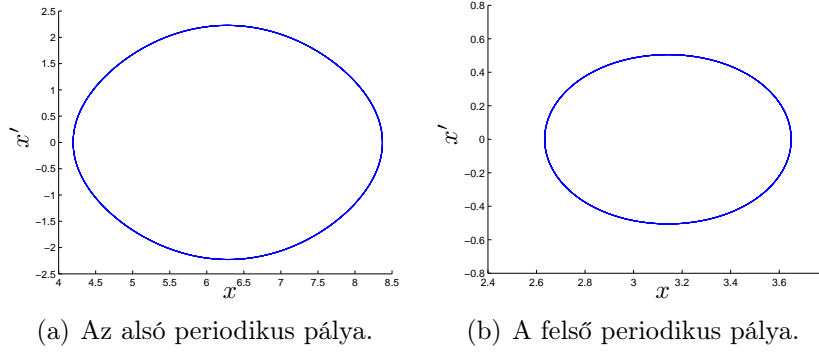 2.5
2
1.5
1
0.5
0
-0.5
-1
-1.5
-2
-2.5
4 4.5 5 5.5 6 6.5 7 7.5 8 8.5
x′
x
(a) Az alsó periodikus pálya.
0.8
0.6
0.4
0.2
0
-0.2
-0.4
-0.6
-0.8
2.4 2.6 2.8 3 3.2 3.4 3.6
x′
x
(b) A felső periodikus pálya.